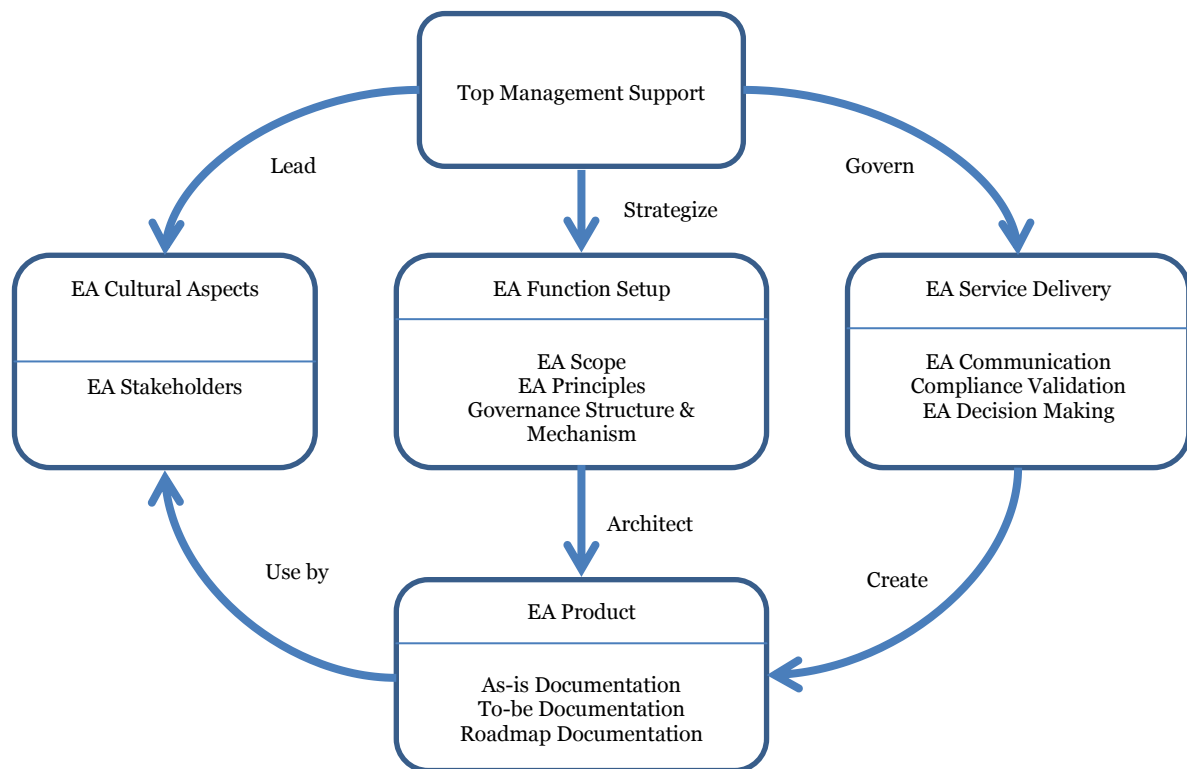 Top Management Support
Lead
Govern
Strategize
EA Cultural Aspects
EA Stakeholders
EA Function Setup
EA Scope
EA Principles
Governance Structure &
Mechanism
EA Service Delivery
EA Communication
Compliance Validation
EA Decision Making
Architect
Use by
Create
EA Product
As-is Documentation
To-be Documentation
Roadmap Documentation